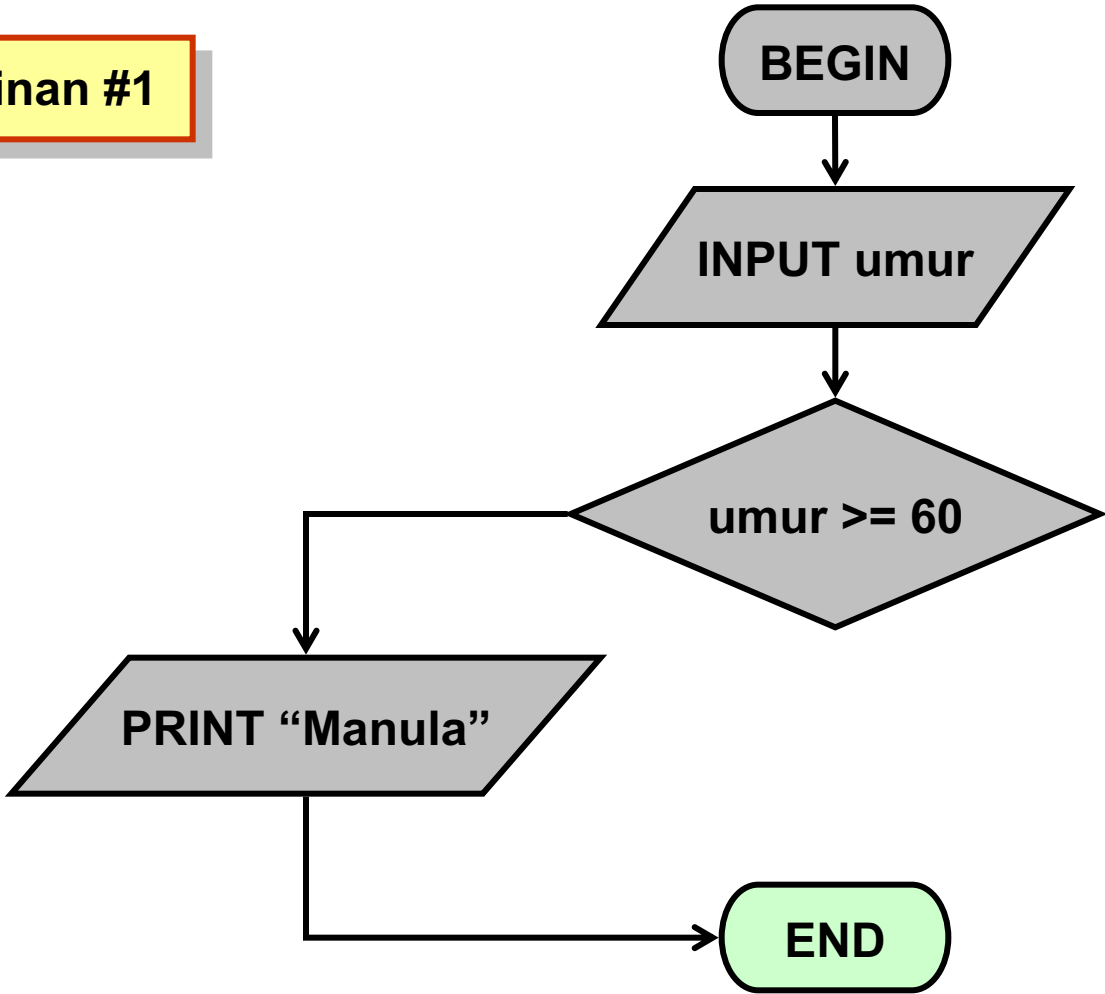 inan #1
BEGIN
INPUT umur
umur >= 60
PRINT “Manula”
END